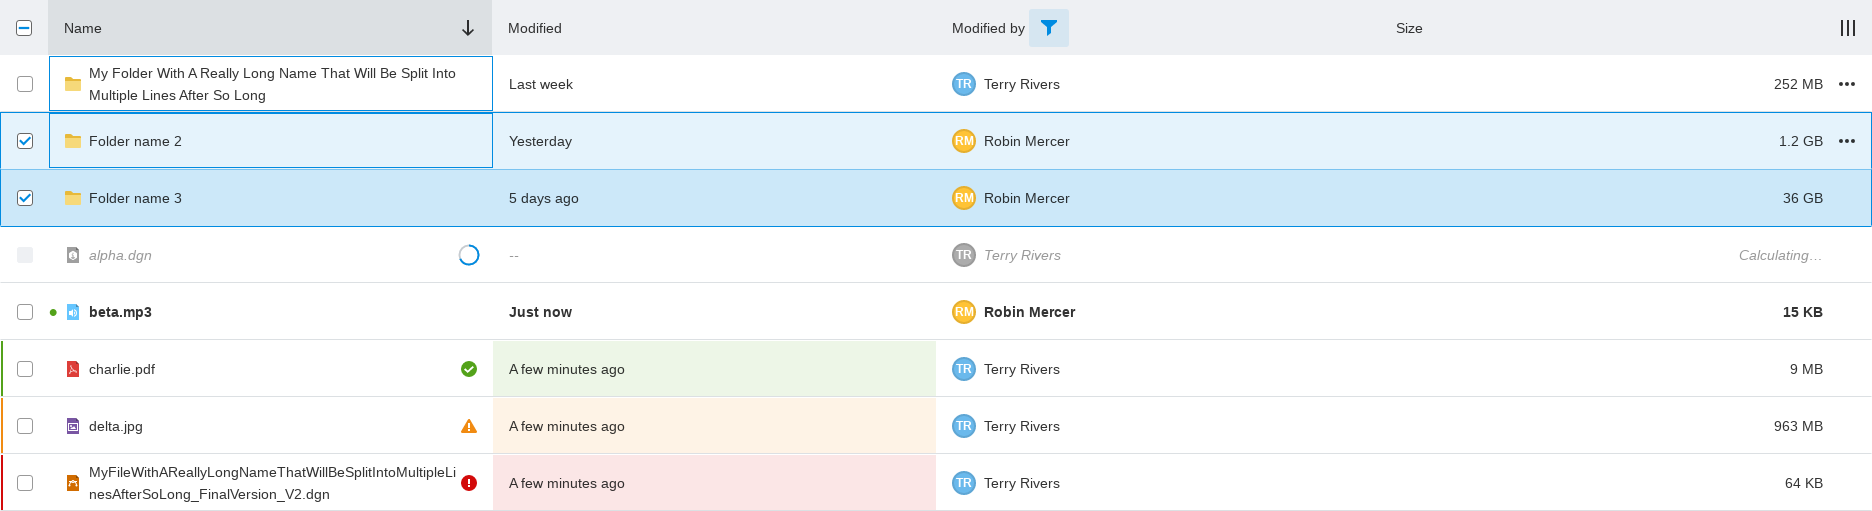 Name Modified Modified by Size
My Folder With A Really Long Name That Will Be Split Into
Multiple Lines After So Long
Last week TR Terry Rivers 252 MB
Folder name 2 Yesterday RM Robin Mercer 1.2 GB
Folder name 3 5 days ago RM Robin Mercer 36 GB
alpha.dgn -- TR Terry Rivers Calculating…
beta.mp3 Just now RM Robin Mercer 15 KB
charlie.pdf A few minutes ago TR Terry Rivers 9 MB
delta.jpg A few minutes ago TR Terry Rivers 963 MB
MyFileWithAReallyLongNameThatWillBeSplitIntoMultipleLi
nesAfterSoLong_FinalVersion_V2.dgn
A few minutes ago TR Terry Rivers 64 KB